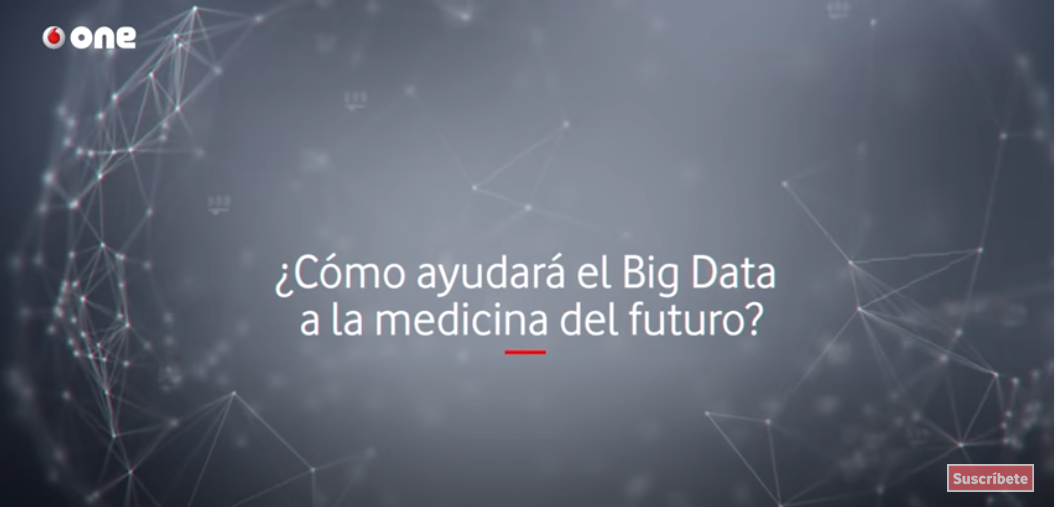 one
¿Cómo ayudará el Big Data
a la medicina del futuro?
Suscríbete